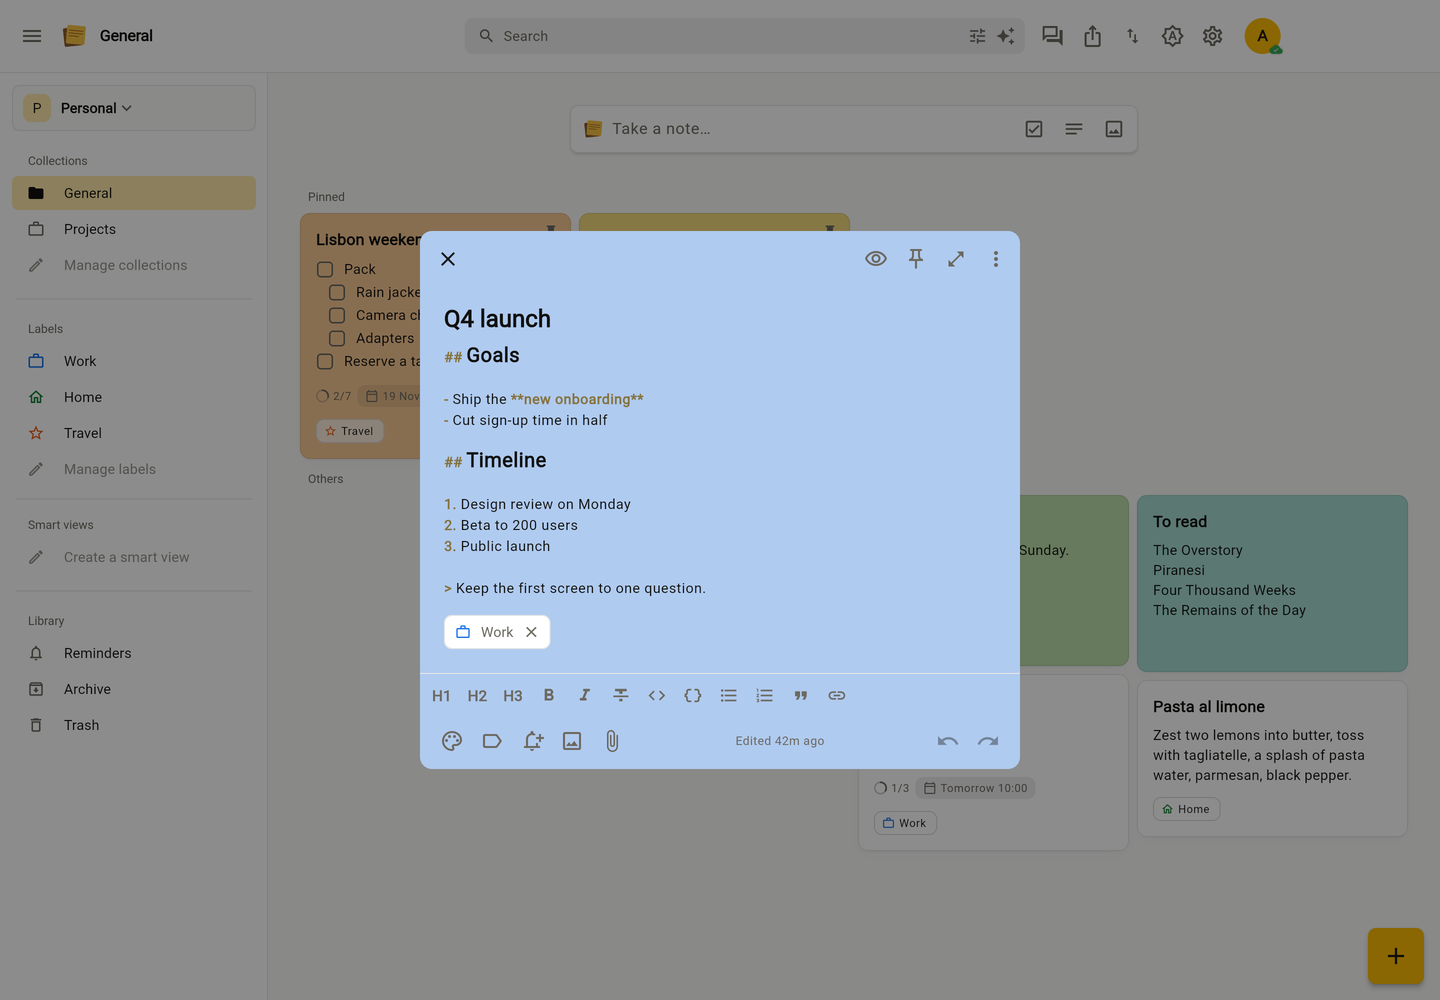 General
Search
A
P
Personal
Take a note...
Collections
General
Projects
Manage collections
Labels
Work
Home
Travel
Manage labels
Smart views
Create a smart view
Library
Reminders
Archive
Trash
Pinned
Pack
Camera
Adapters
Reserve a
2/7
19 Nov
Travel
Others
Q4 launch
## Goals
- Ship the **new onboarding**
- Cut sign-up time in half
## Timeline
1. Design review on Monday
2. Beta to 200 users
3. Public launch
> Keep the first screen to one question.
Work
H1 H2 H3 B I
Edited 42m ago
Sunday.
To read
The Overstory
Piranesi
Four Thousand Weeks
The Remains of the Day
1/3
Tomorrow 10:00
Work
Pasta al limone
Zest two lemons into butter, toss
with tagliatelle, a splash of pasta
water, parmesan, black pepper.
Home